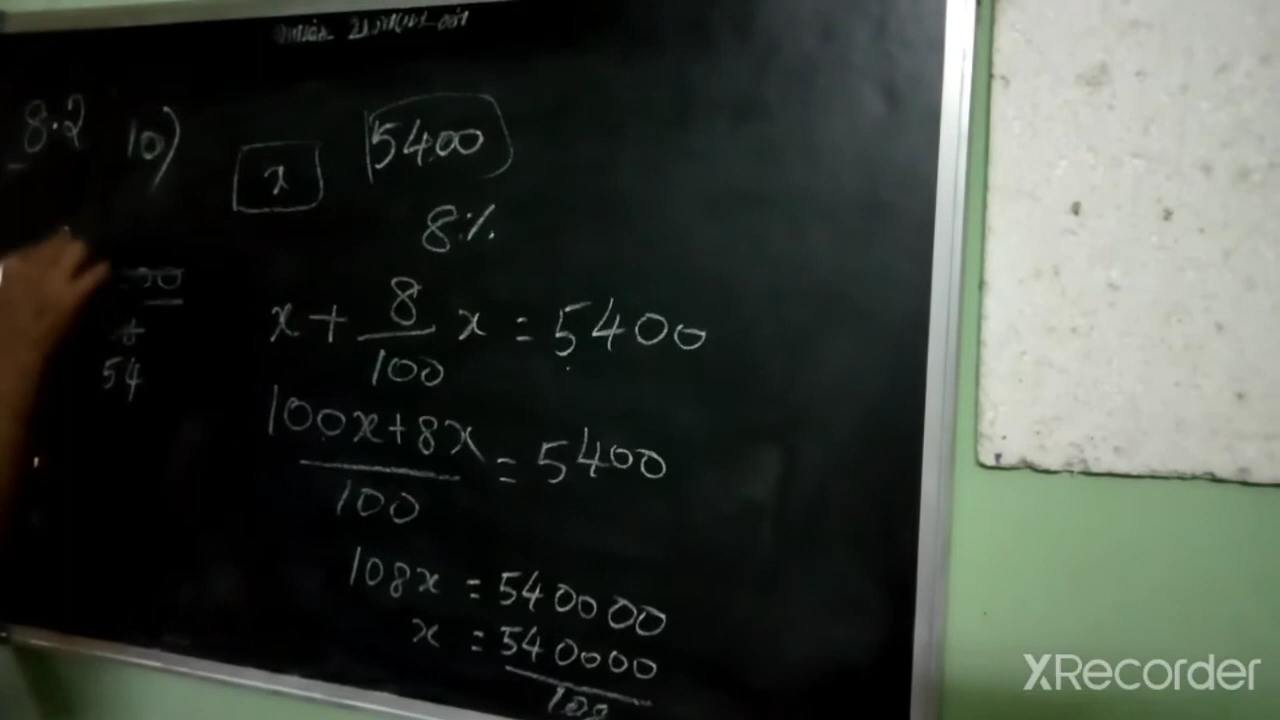 8.2 10)
x 5400
8%
x + 8/100 x = 5400
54
100x+8x/100 = 5400
108x = 540000
x = 540000/108
XRecorder